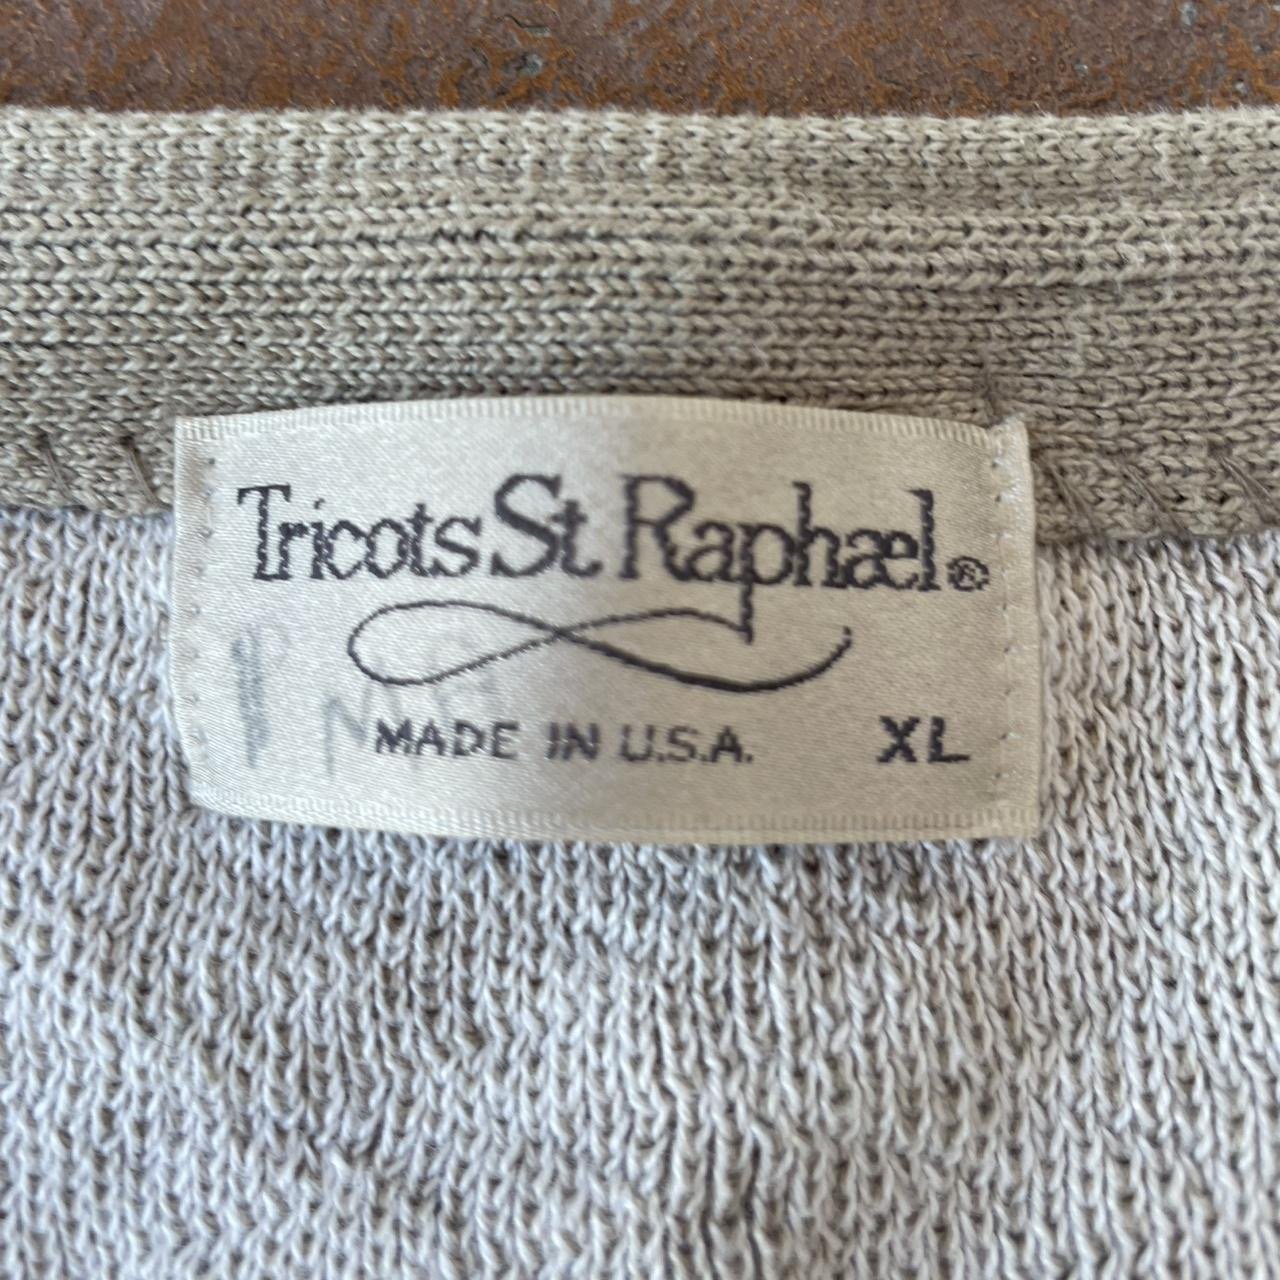 Tricots St Raphael®
MADE IN U.S.A. XL